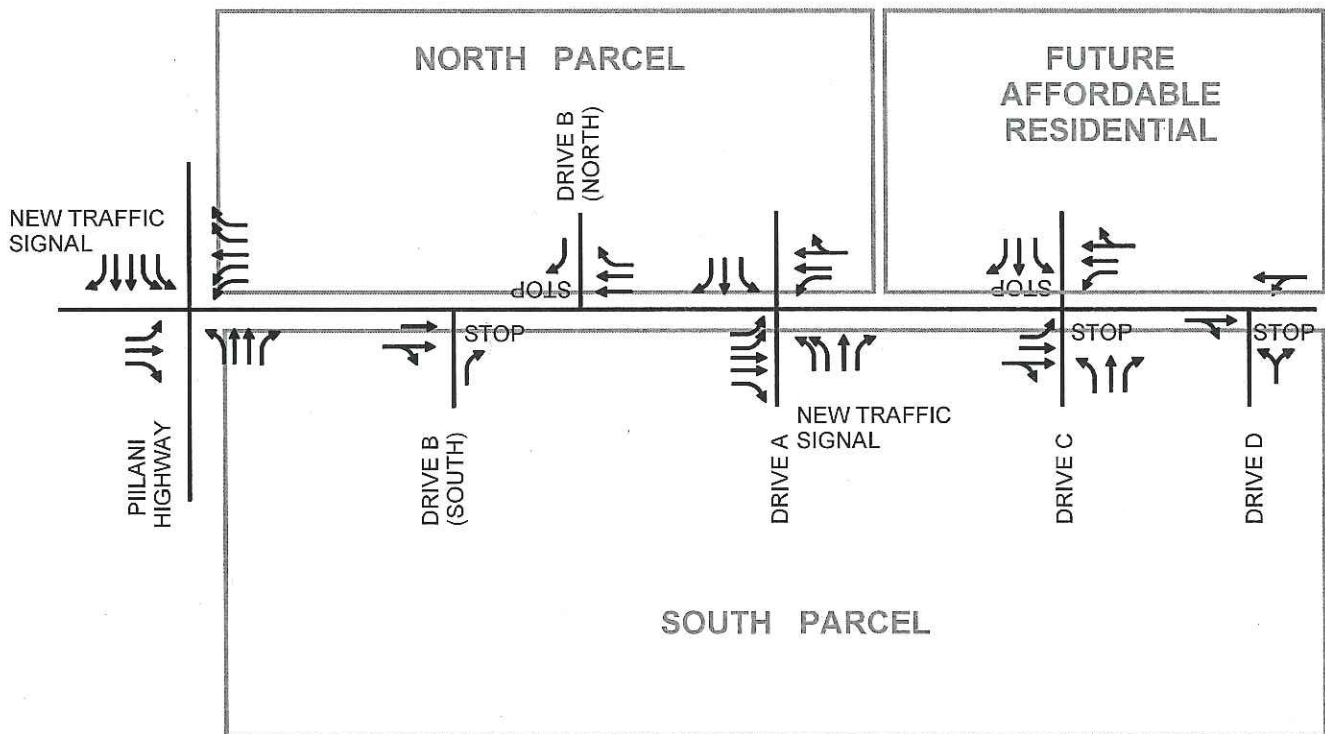 NORTH PARCEL
FUTURE
AFFORDABLE
RESIDENTIAL
DRIVE B
(NORTH)
NEW TRAFFIC
SIGNAL
STOP
STOP
STOP
STOP
STOP
NEW TRAFFIC
SIGNAL
PIILANI
HIGHWAY
DRIVE B
(SOUTH)
DRIVE A
DRIVE C
DRIVE D
SOUTH PARCEL